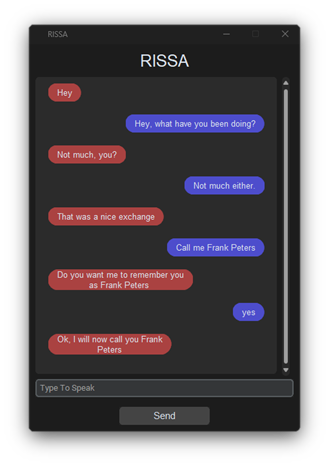 RISSA
RISSA
Hey
Hey, what have you been doing?
Not much, you?
Not much either.
That was a nice exchange
Call me Frank Peters
Do you want me to remember you
as Frank Peters
yes
Ok, I will now call you Frank
Peters
Type To Speak
Send